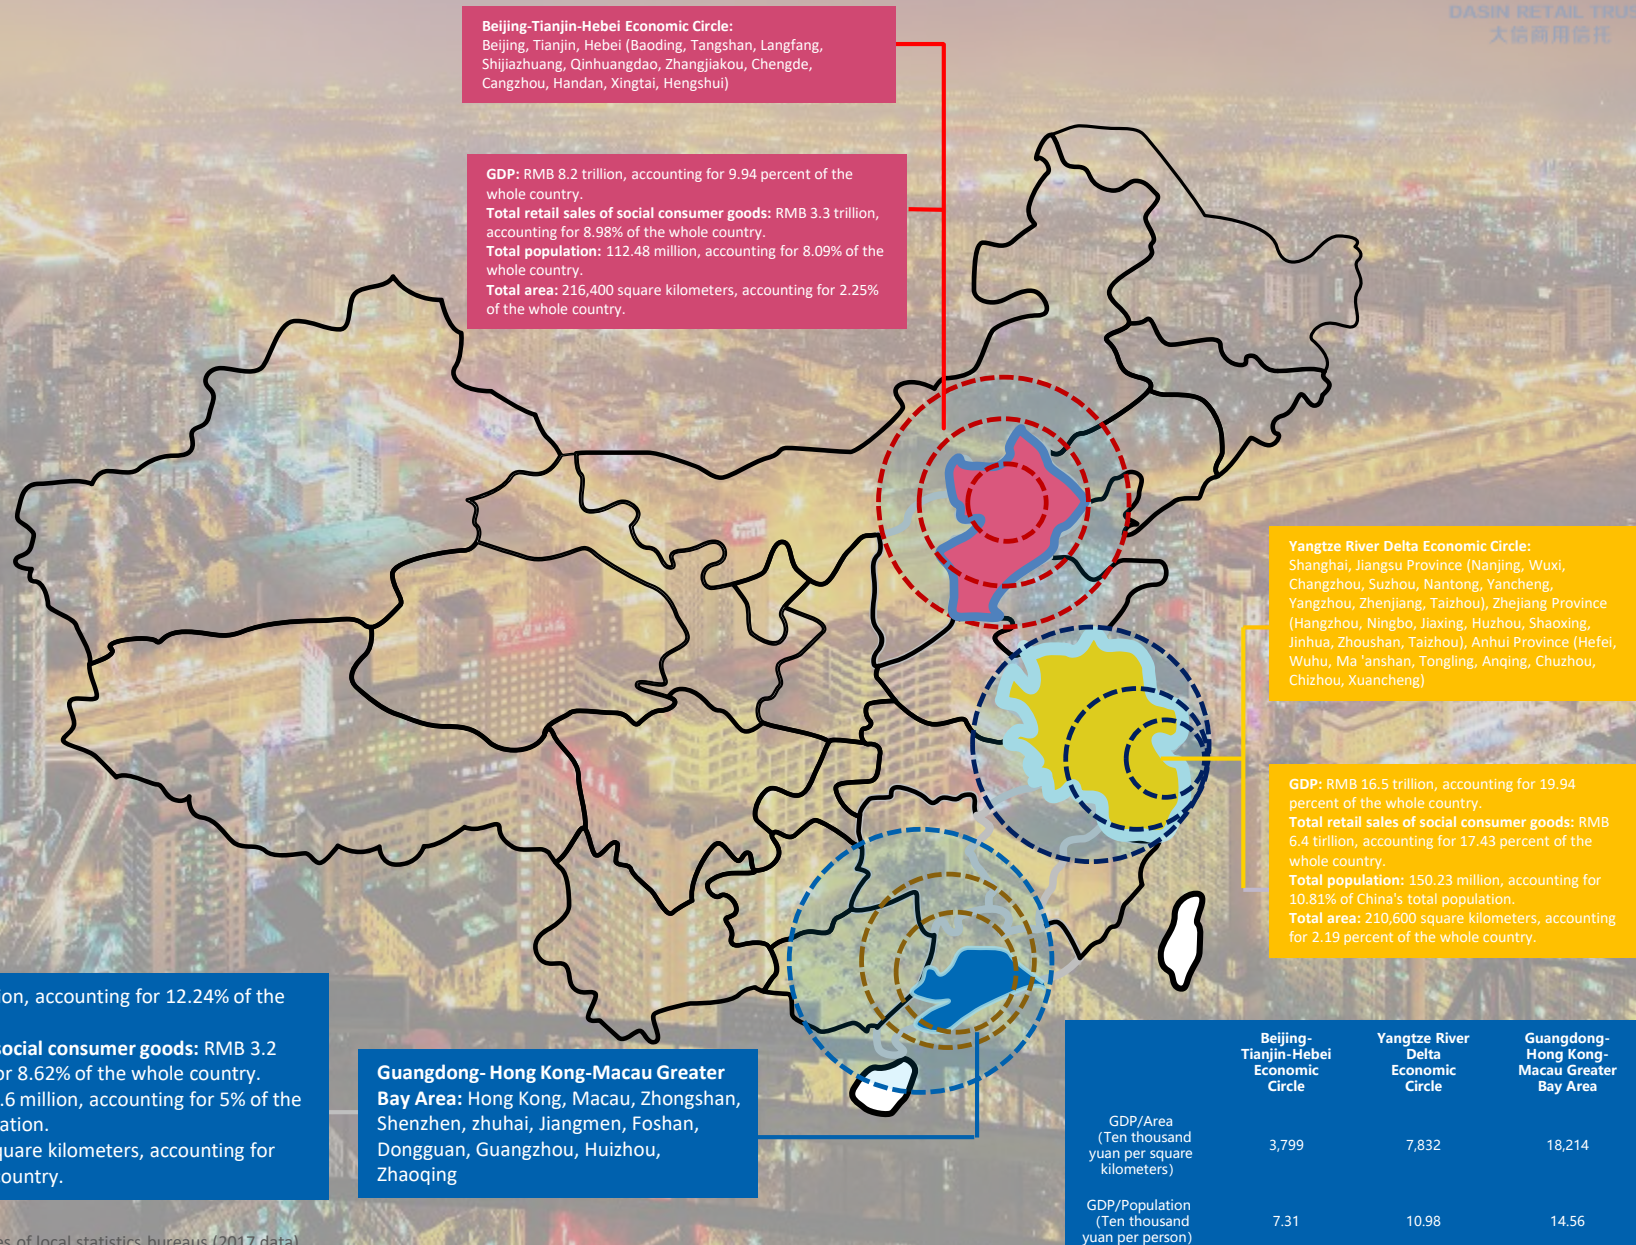 DASIN RETAIL TRUS
大信商用信托
Beijing-Tianjin-Hebei Economic Circle:
Beijing, Tianjin, Hebei (Baoding, Tangshan, Langfang,
Shijiazhuang, Qinhuangdao, Zhangjiakou, Chengde,
Cangzhou, Handan, Xingtai, Hengshui)
GDP: RMB 8.2 trillion, accounting for 9.94 percent of the
whole country.
Total retail sales of social consumer goods: RMB 3.3 trillion,
accounting for 8.98% of the whole country.
Total population: 112.48 million, accounting for 8.09% of the
whole country.
Total area: 216,400 square kilometers, accounting for 2.25%
of the whole country.
Yangtze River Delta Economic Circle:
Shanghai, Jiangsu Province (Nanjing, Wuxi,
Changzhou, Suzhou, Nantong, Yancheng,
Yangzhou, Zhenjiang, Taizhou), Zhejiang Province
(Hangzhou, Ningbo, Jiaxing, Huzhou, Shaoxing,
Jinhua, Zhoushan, Taizhou), Anhui Province (Hefei,
Wuhu, Ma 'anshan, Tongling, Anqing, Chuzhou,
Chizhou, Xuancheng)
GDP: RMB 16.5 trillion, accounting for 19.94
percent of the whole country.
Total retail sales of social consumer goods: RMB
6.4 tirllion, accounting for 17.43 percent of the
whole country.
Total population: 150.23 million, accounting for
10.81% of China's total population.
Total area: 210,600 square kilometers, accounting
for 2.19 percent of the whole country.
ion, accounting for 12.24% of the
social consumer goods: RMB 3.2
or 8.62% of the whole country.
.6 million, accounting for 5% of the
ation.
quare kilometers, accounting for
ountry.
Guangdong- Hong Kong-Macau Greater
Bay Area: Hong Kong, Macau, Zhongshan,
Shenzhen, zhuhai, Jiangmen, Foshan,
Dongguan, Guangzhou, Huizhou,
Zhaoqing
Beijing-
Tianjin-Hebei
Economic
Circle
Yangtze River
Delta
Economic
Circle
Guangdong-
Hong Kong-
Macau Greater
Bay Area
GDP/Area
(Ten thousand
yuan per square
kilometers)
3,799
7,832
18,214
GDP/Population
(Ten thousand
yuan per person)
7.31
10.98
14.56
es of local statistics bureaus (2017 data)